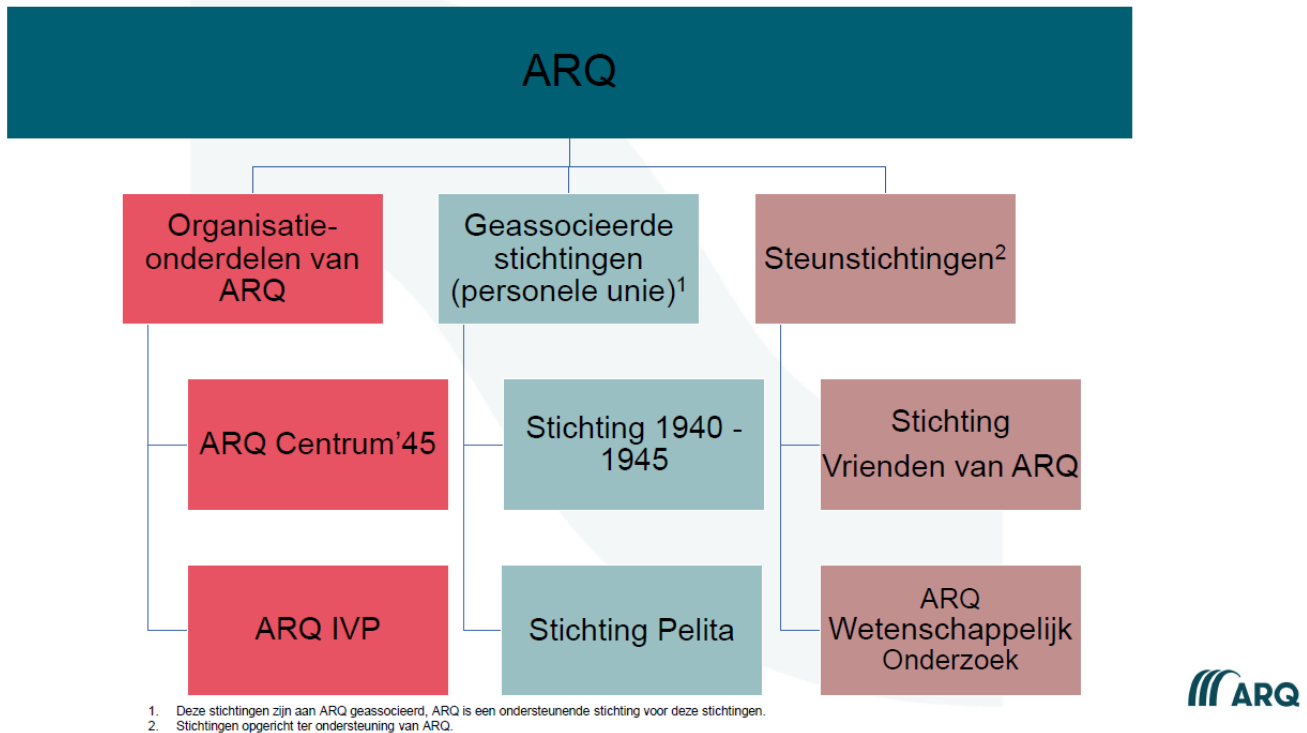 ARQ
Organisatie-
onderdelen van
ARQ
Geassocieerde
stichtingen
(personele unie)1
Steunstichtingen2
ARQ Centrum’45
Stichting 1940 -
1945
Stichting
Vrienden van ARQ
ARQ IVP
Stichting Pelita
ARQ
Wetenschappelijk
Onderzoek
1. Deze stichtingen zijn aan ARQ geassocieerd, ARQ is een ondersteunende stichting voor deze stichtingen.
2. Stichtingen opgericht ter ondersteuning van ARQ.
ARQ